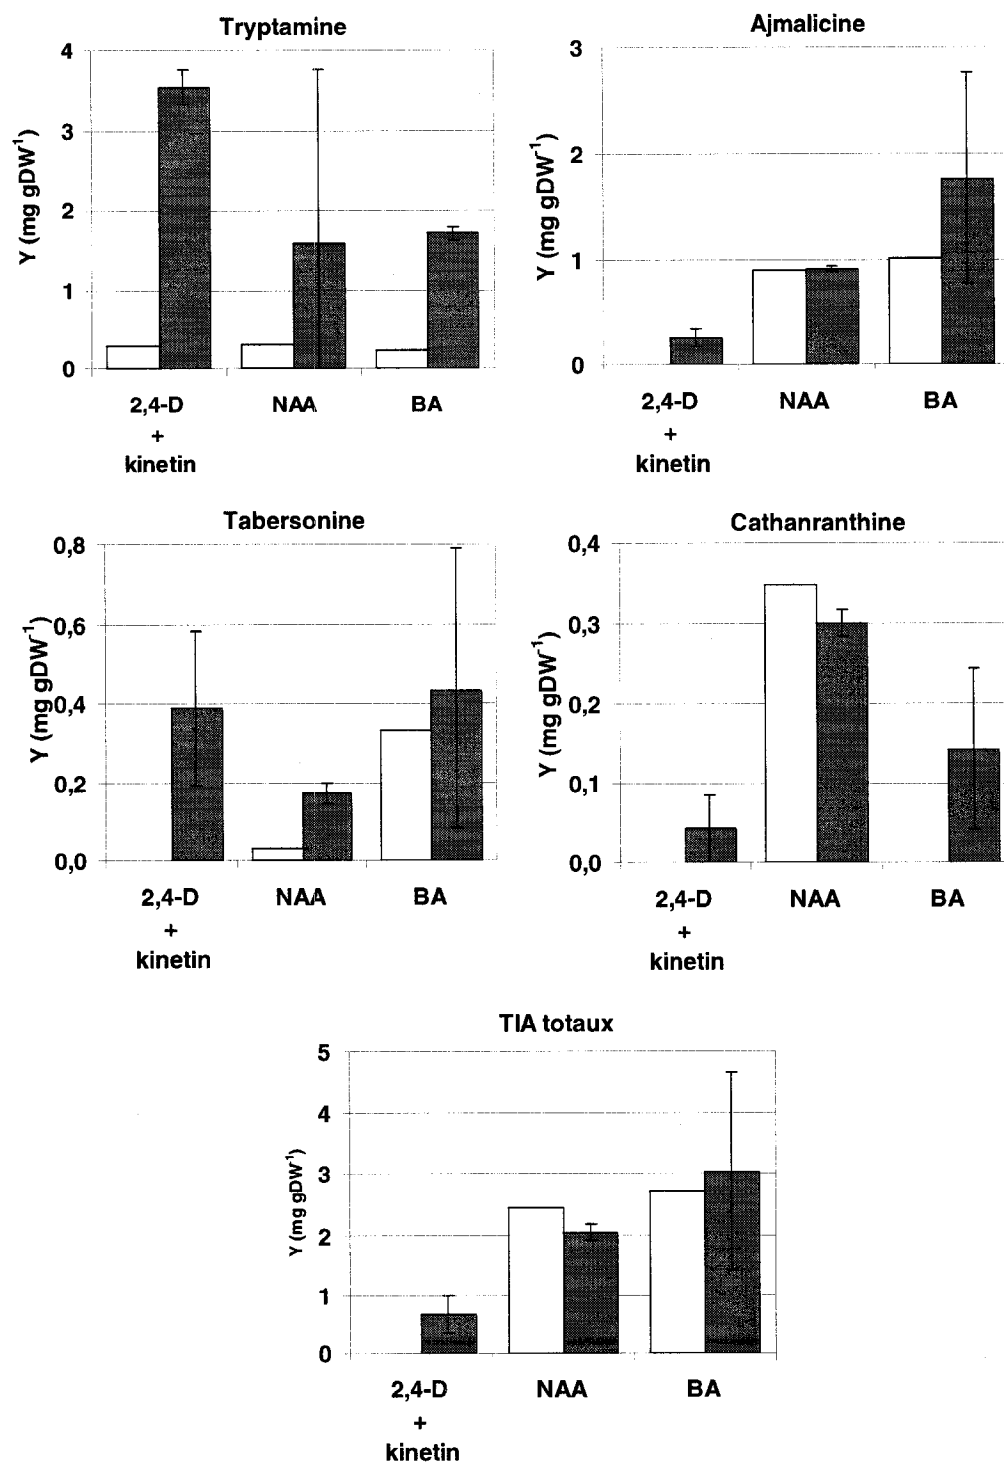 Tryptamine
Y (mg gDW-1)
4
3
2
1
0
2,4-D
+
kinetin
NAA
BA
Ajmalicine
Y (mg gDW-1)
3
2
1
0
2,4-D
+
kinetin
NAA
BA
Tabersonine
Y (mg gDW-1)
0,8
0,6
0,4
0,2
0,0
2,4-D
+
kinetin
NAA
BA
Cathanranthine
Y (mg gDW-1)
0,4
0,3
0,2
0,1
0,0
2,4-D
+
kinetin
NAA
BA
TIA totaux
Y (mg gDW-1)
5
4
3
2
1
0
2,4-D
+
kinetin
NAA
BA